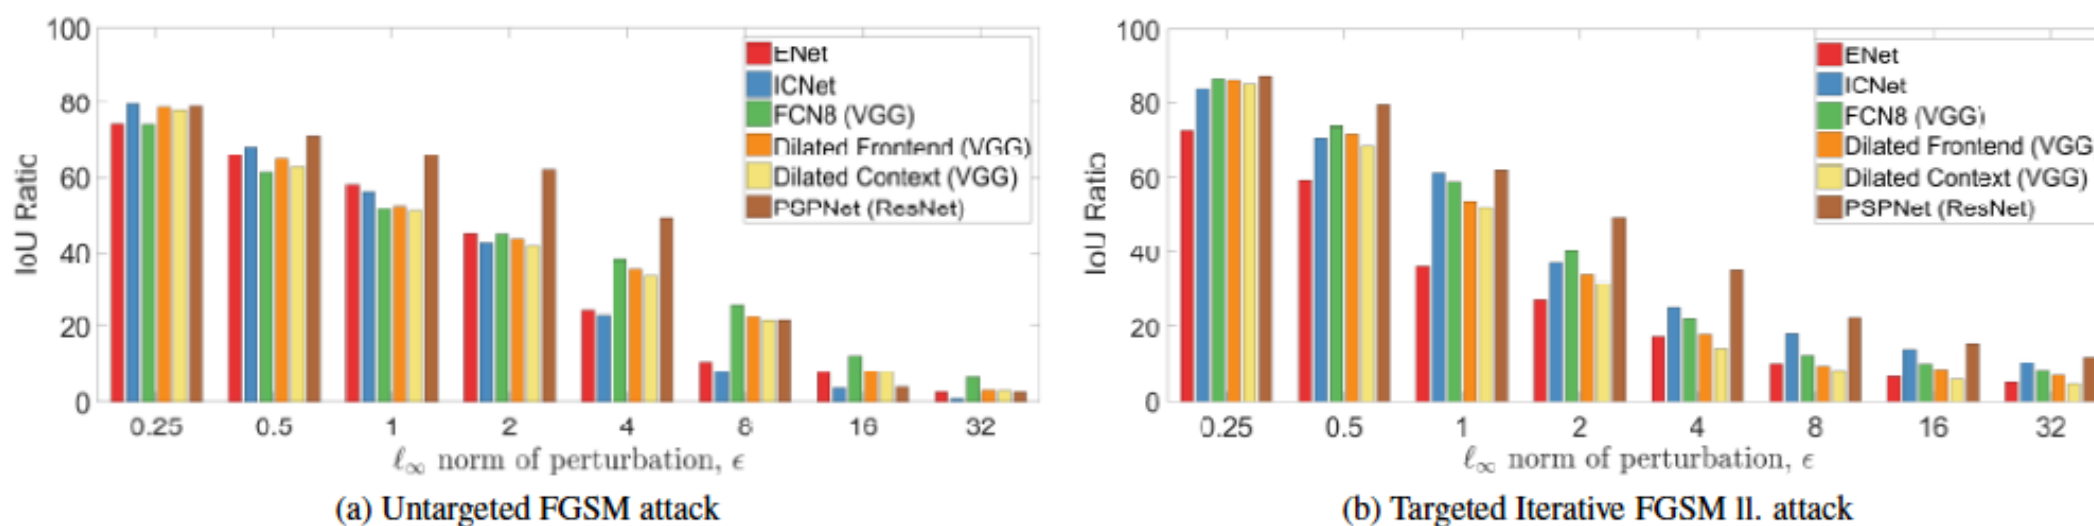 100
80
60
40
20
0
IoU Ratio
ENet
ICNet
FCN8 (VGG)
Dilated Frontend (VGG)
Dilated Context (VGG)
PSPNet (ResNet)
0.25 0.5 1 2 4 8 16 32
ℓ∞ norm of perturbation, ϵ
(a) Untargeted FGSM attack
100
80
60
40
20
0
IoU Ratio
ENet
ICNet
FCN8 (VGG)
Dilated Frontend (VGG
Dilated Context (VGG)
PSPNet (ResNet)
0.25 0.5 1 2 4 8 16 32
ℓ∞ norm of perturbation, ϵ
(b) Targeted Iterative FGSM ll. attack